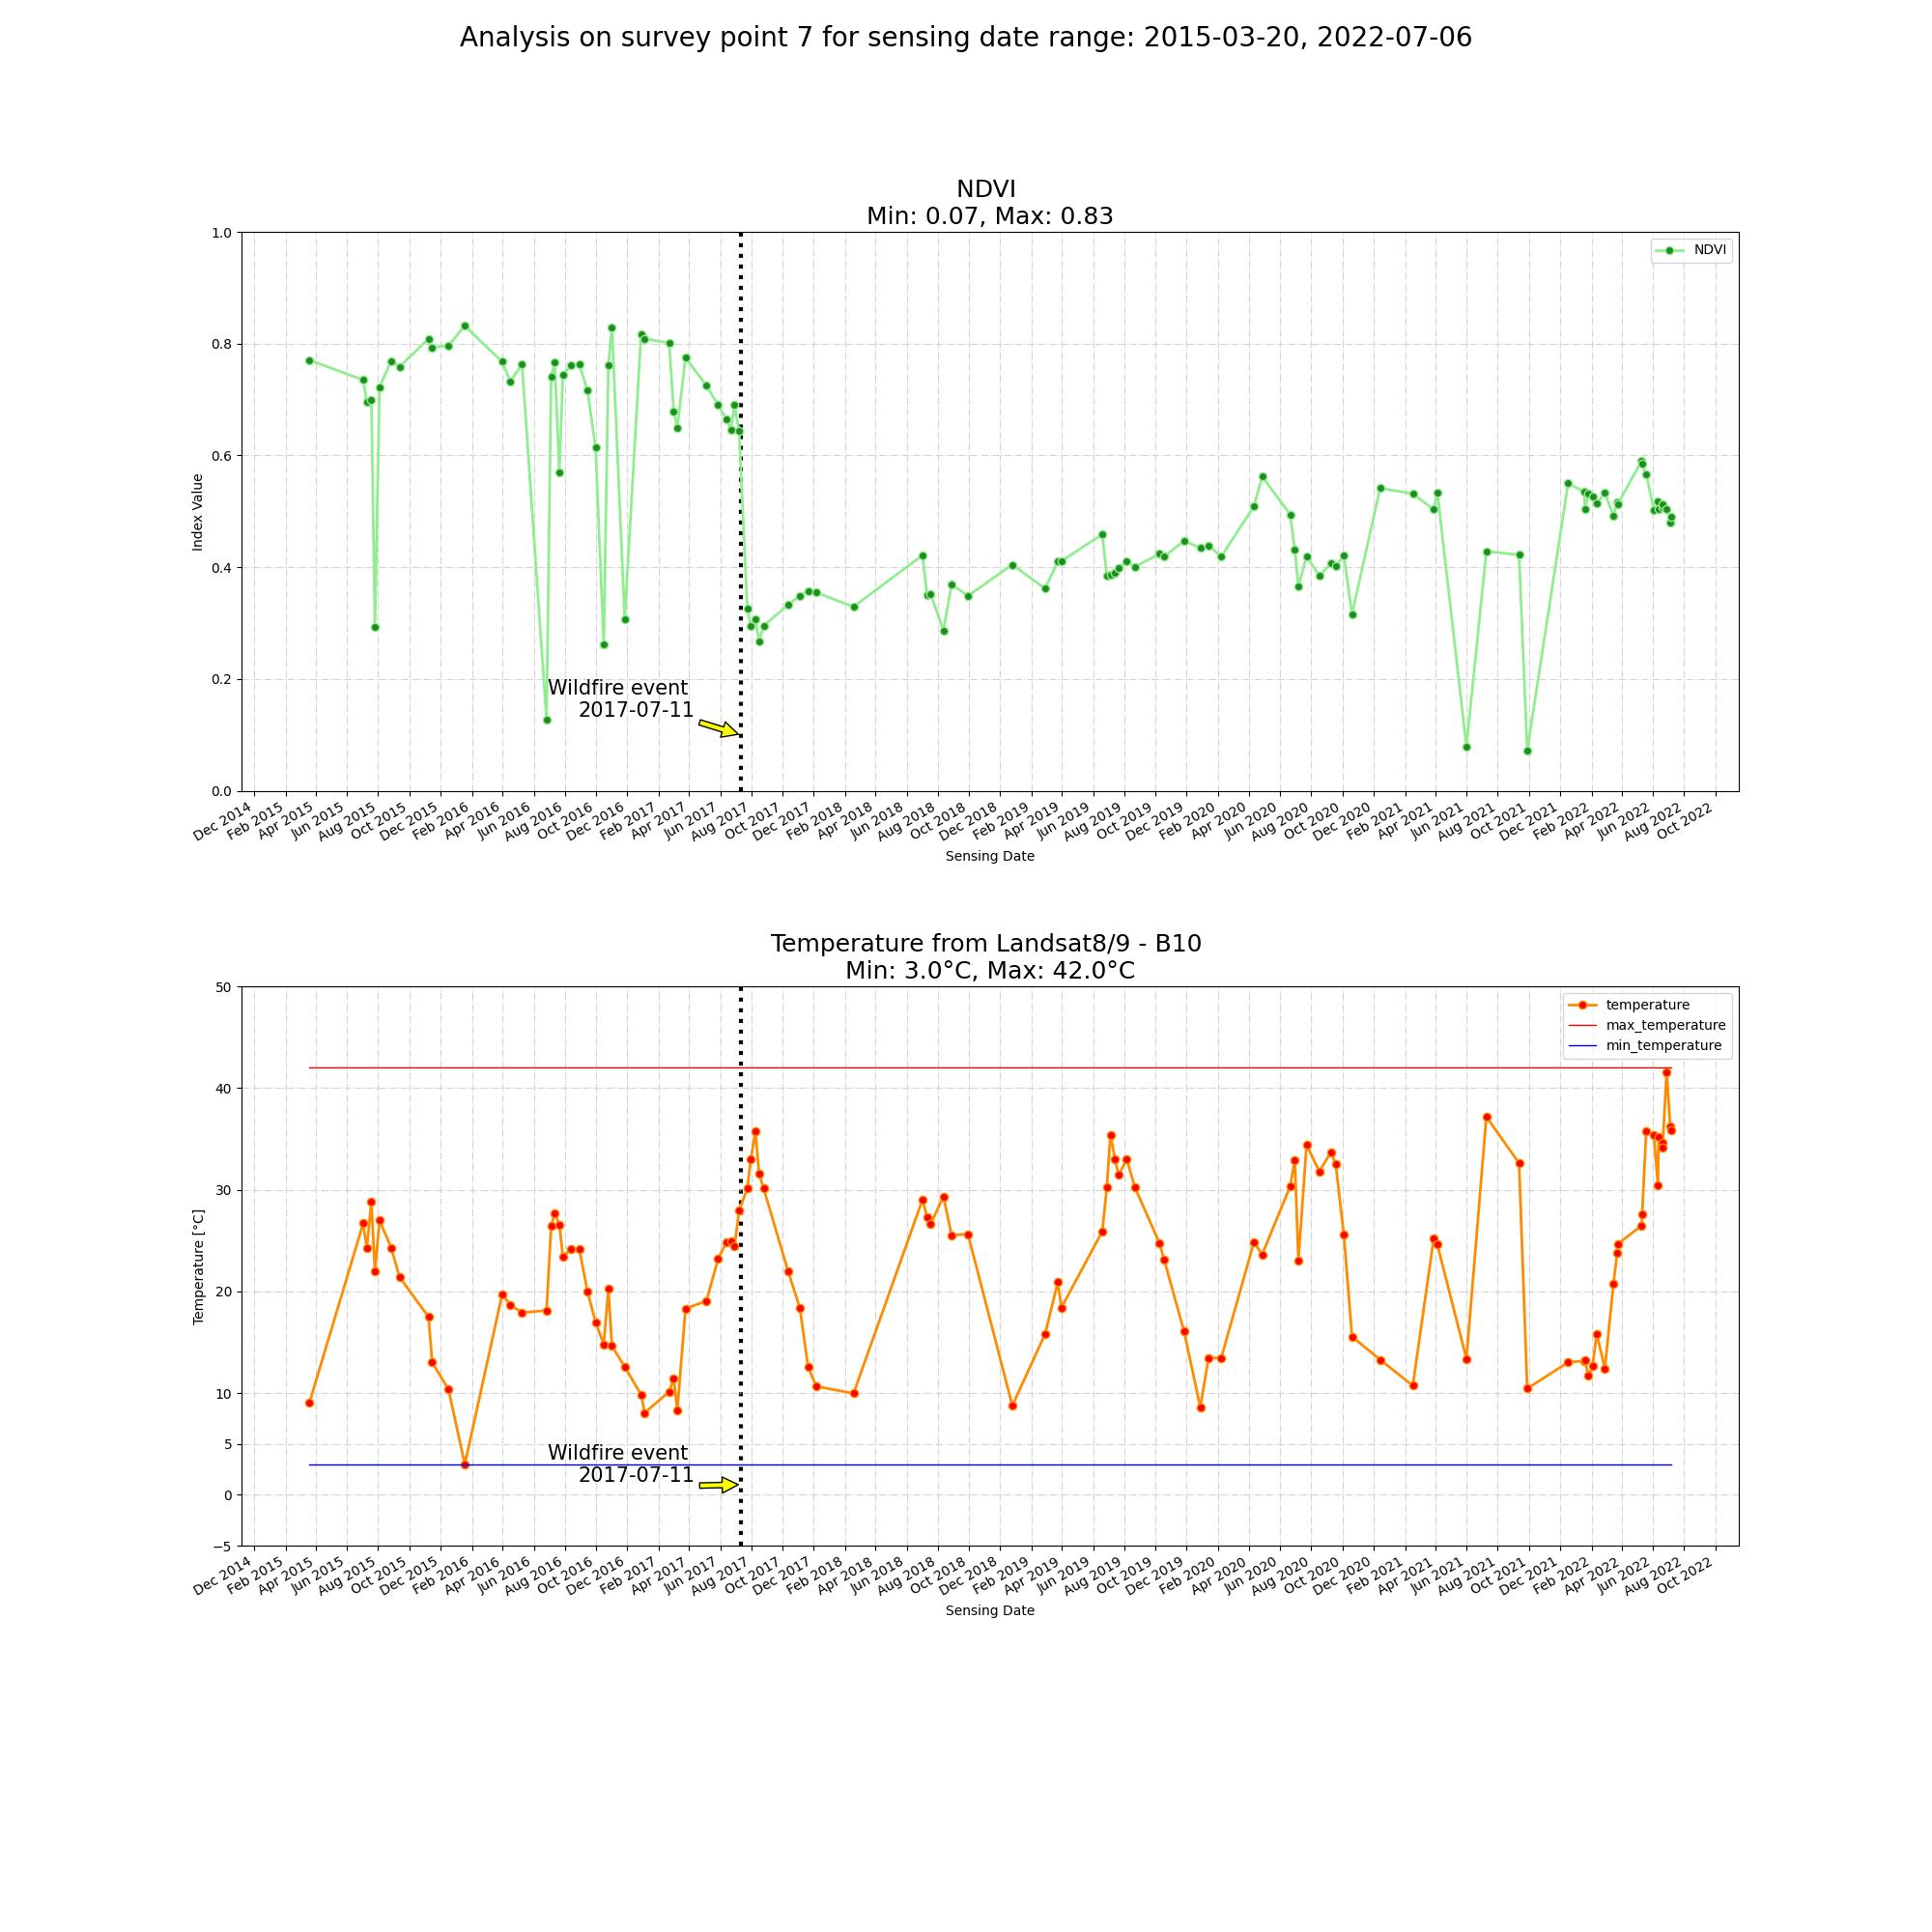 Analysis on survey point 7 for sensing date range: 2015-03-20, 2022-07-06
NDVI
Min: 0.07, Max: 0.83
1.0
0.8
0.6
0.4
0.2
0.0
Index Value
NDVI
Wildfire event
2017-07-11
Dec 2014
Feb 2015
Apr 2015
Jun 2015
Aug 2015
Oct 2015
Dec 2015
Feb 2016
Apr 2016
Jun 2016
Aug 2016
Oct 2016
Dec 2016
Feb 2017
Apr 2017
Jun 2017
Aug 2017
Oct 2017
Dec 2017
Feb 2018
Apr 2018
Jun 2018
Aug 2018
Oct 2018
Dec 2018
Feb 2019
Apr 2019
Jun 2019
Aug 2019
Oct 2019
Dec 2019
Feb 2020
Apr 2020
Jun 2020
Aug 2020
Oct 2020
Dec 2020
Feb 2021
Apr 2021
Jun 2021
Aug 2021
Oct 2021
Dec 2021
Feb 2022
Apr 2022
Jun 2022
Aug 2022
Oct 2022
Sensing Date
Temperature from Landsat8/9 - B10
Min: 3.0°C, Max: 42.0°C
50
40
30
20
10
5
0
−5
Temperature [°C]
temperature
max_temperature
min_temperature
Wildfire event
2017-07-11
Dec 2014
Feb 2015
Apr 2015
Jun 2015
Aug 2015
Oct 2015
Dec 2015
Feb 2016
Apr 2016
Jun 2016
Aug 2016
Oct 2016
Dec 2016
Feb 2017
Apr 2017
Jun 2017
Aug 2017
Oct 2017
Dec 2017
Feb 2018
Apr 2018
Jun 2018
Aug 2018
Oct 2018
Dec 2018
Feb 2019
Apr 2019
Jun 2019
Aug 2019
Oct 2019
Dec 2019
Feb 2020
Apr 2020
Jun 2020
Aug 2020
Oct 2020
Dec 2020
Feb 2021
Apr 2021
Jun 2021
Aug 2021
Oct 2021
Dec 2021
Feb 2022
Apr 2022
Jun 2022
Aug 2022
Oct 2022
Sensing Date